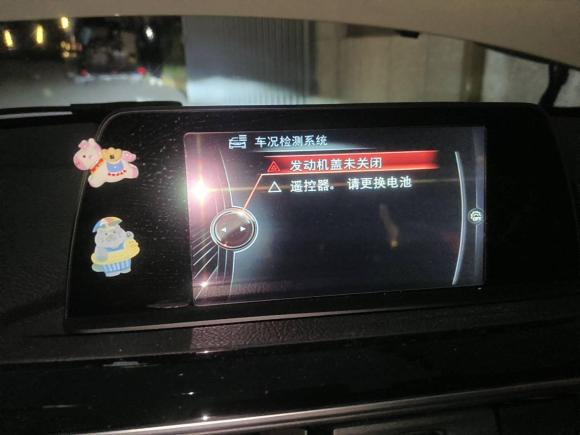 车况检测系统
发动机盖未关闭
遥控器。 请更换电池